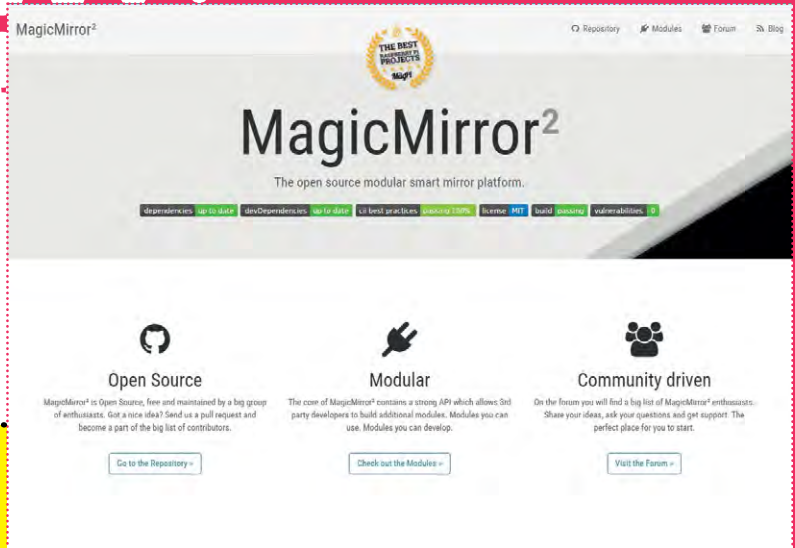 MagicMirror²
Repository
Modules
Forum
Blog
THE BEST
RASPBERRY PI
PROJECTS
MagPi
MagicMirror²
The open source modular smart mirror platform.
dependencies up to date devDependencies up to date cii best practices passing 100% license MIT build passing vulnerabilities 0
Open Source
MagicMirror² is Open Source, free and maintained by a big group
of enthusiasts. Got a nice idea? Send us a pull request and
become a part of the big list of contributors.
Go to the Repository »
Modular
The core of MagicMirror² contains a strong API which allows 3rd
party developers to build additional modules. Modules you can
use. Modules you can develop.
Check out the Modules »
Community driven
On the forum you will find a big list of MagicMirror² enthusiasts.
Share your ideas, ask your questions and get support. The
perfect place for you to start.
Visit the Forum »